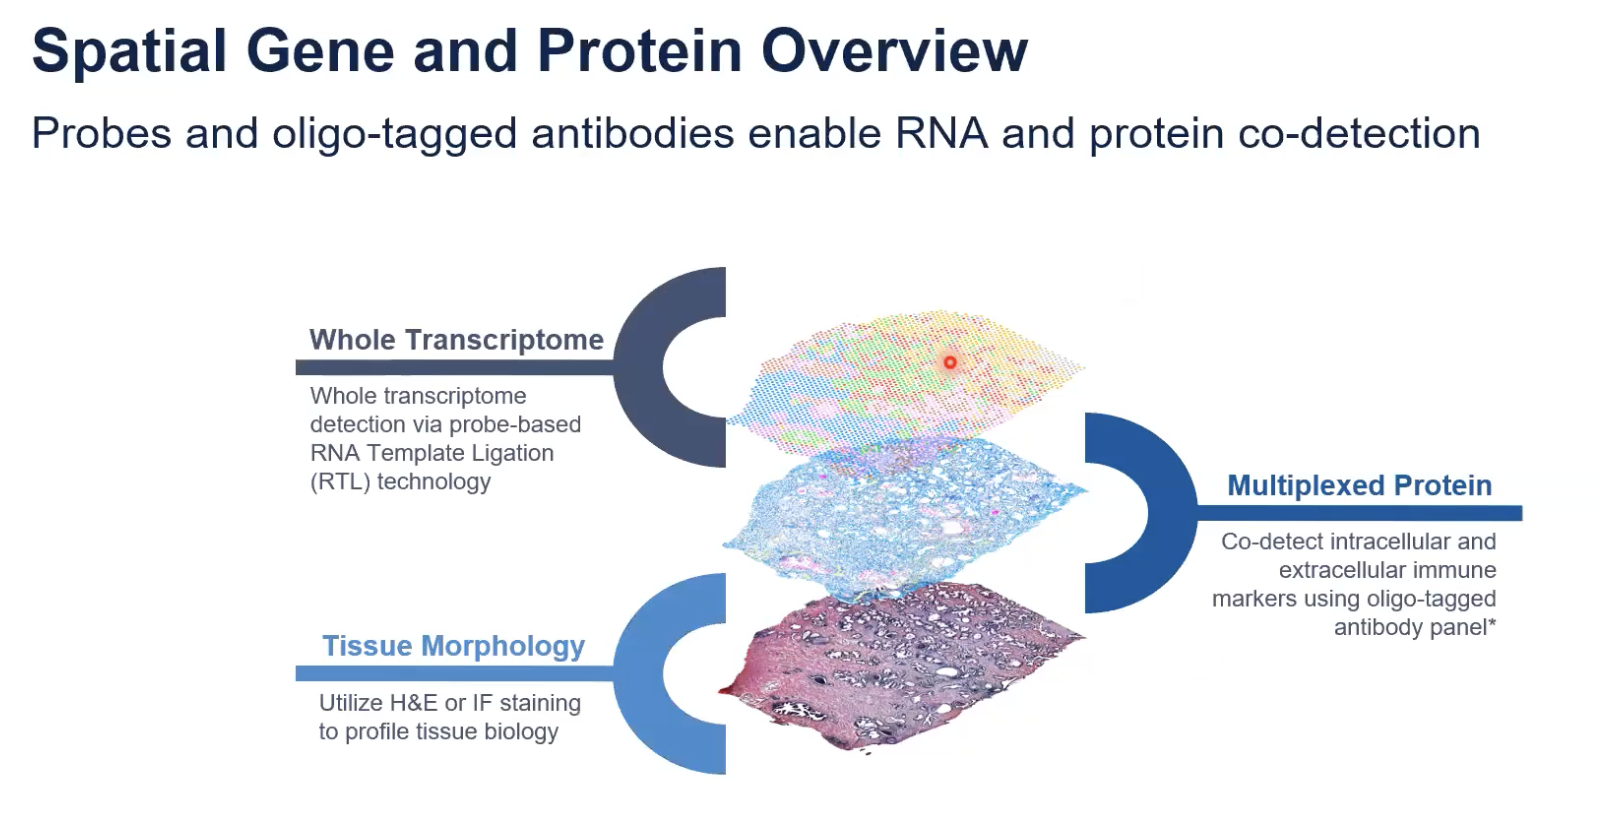 Spatial Gene and Protein Overview
Probes and oligo-tagged antibodies enable RNA and protein co-detection
Whole Transcriptome
Whole transcriptome
detection via probe-based
RNA Template Ligation
(RTL) technology
Multiplexed Protein
Co-detect intracellular and
extracellular immune
markers using oligo-tagged
antibody panel*
Tissue Morphology
Utilize H&E or IF staining
to profile tissue biology